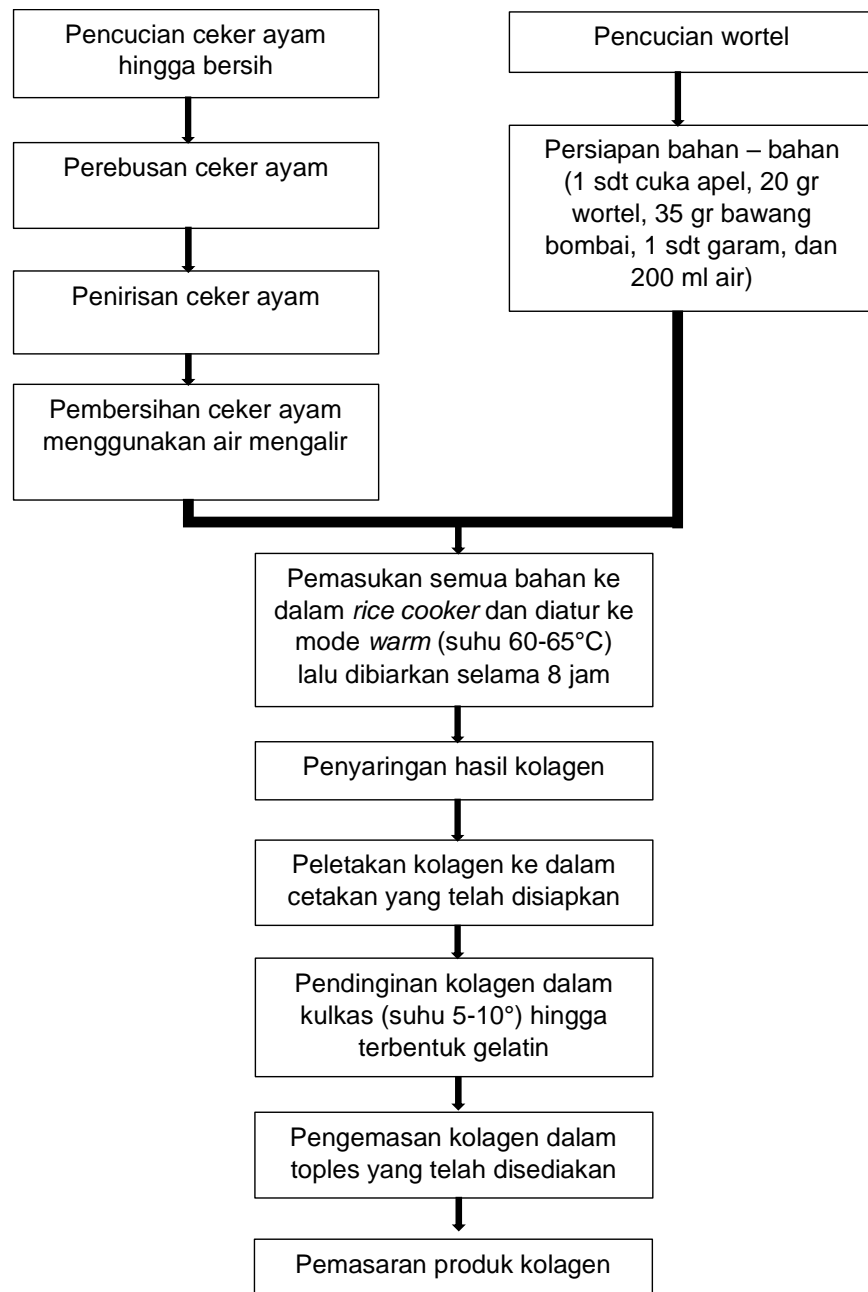 Pencucian ceker ayam
hingga bersih
Perebusan ceker ayam
Penirisan ceker ayam
Pembersihan ceker ayam
menggunakan air mengalir
Pencucian wortel
Persiapan bahan – bahan
(1 sdt cuka apel, 20 gr
wortel, 35 gr bawang
bombai, 1 sdt garam, dan
200 ml air)
Pemasukan semua bahan ke
dalam rice cooker dan diatur ke
mode warm (suhu 60-65°C)
lalu dibiarkan selama 8 jam
Penyaringan hasil kolagen
Peletakan kolagen ke dalam
cetakan yang telah disiapkan
Pendinginan kolagen dalam
kulkas (suhu 5-10°) hingga
terbentuk gelatin
Pengemasan kolagen dalam
toples yang telah disediakan
Pemasaran produk kolagen